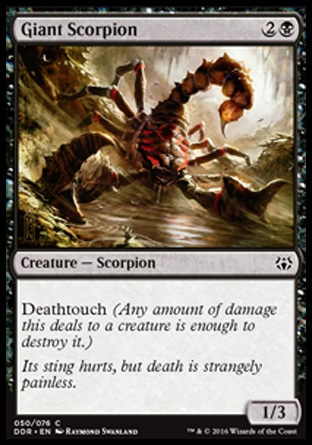 Giant Scorpion 2
Creature — Scorpion
Deathtouch (Any amount of damage
this deals to a creature is enough to
destroy it.)
Its sting hurts, but death is strangely
painless.
1/3
050/076 C
DDR • EN RAYMOND SWANLAND
™ & © 2016 Wizards of the Coast